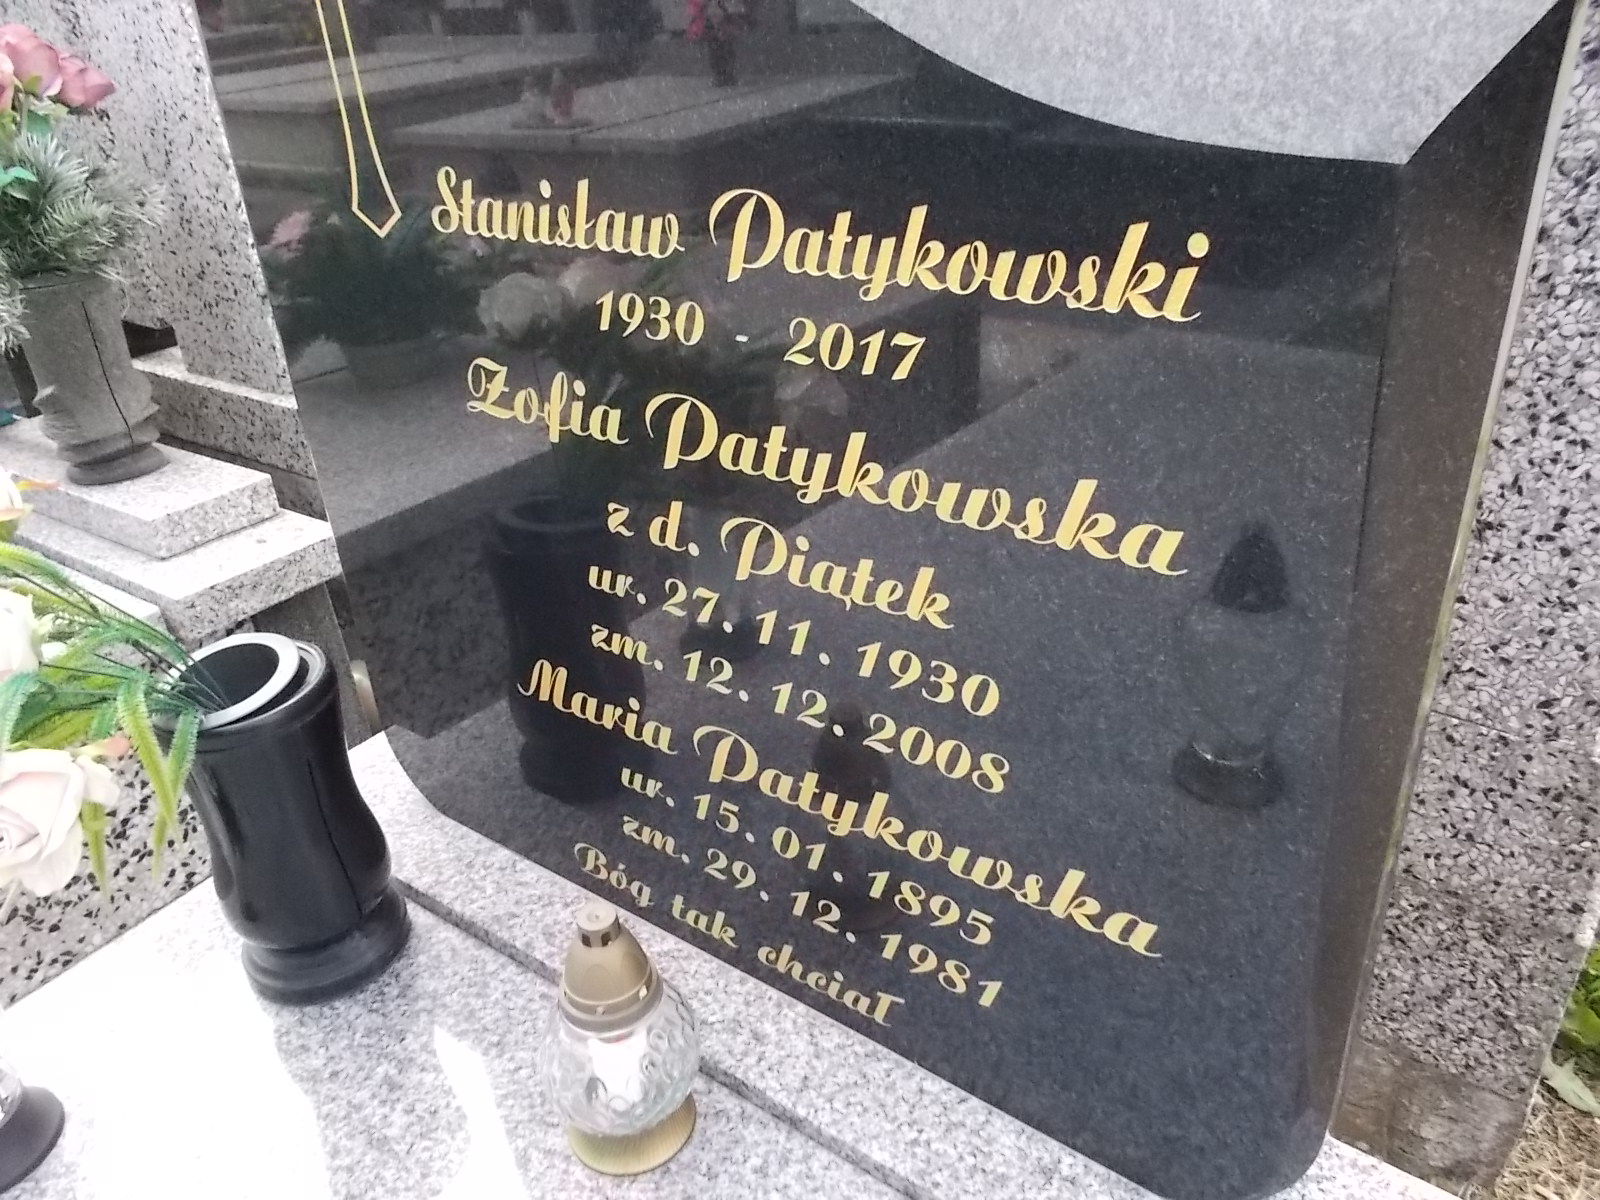 Stanisław Patykowski
1930 - 2017
Zofia Patykowska
z d. Piątek
ur. 27. 11. 1930
zm. 12. 12. 2008
Maria Patykowska
ur. 15. 01. 1895
zm. 29. 12. 1981
Bóg tak chciał